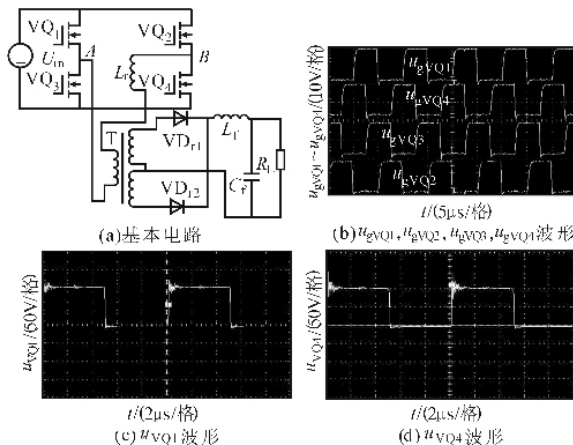 VQ1
VQ2
Uin
A
B
Lr
VQ3
VQ4
T
VDr1
Lf
RL
Cf
VDr2
(a)基本电路
ugVQ1~ugVQ4/(10V/格)
ugVQ1
ugVQ4
ugVQ3
ugVQ2
t/(5μs/格)
(b)ugVQ1,ugVQ2,ugVQ3,ugVQ4波形
uVQ1/(50V/格)
t/(2μs/格)
(c)uVQ1波形
uVQ4/(50V/格)
t/(2μs/格)
(d)uVQ4波形